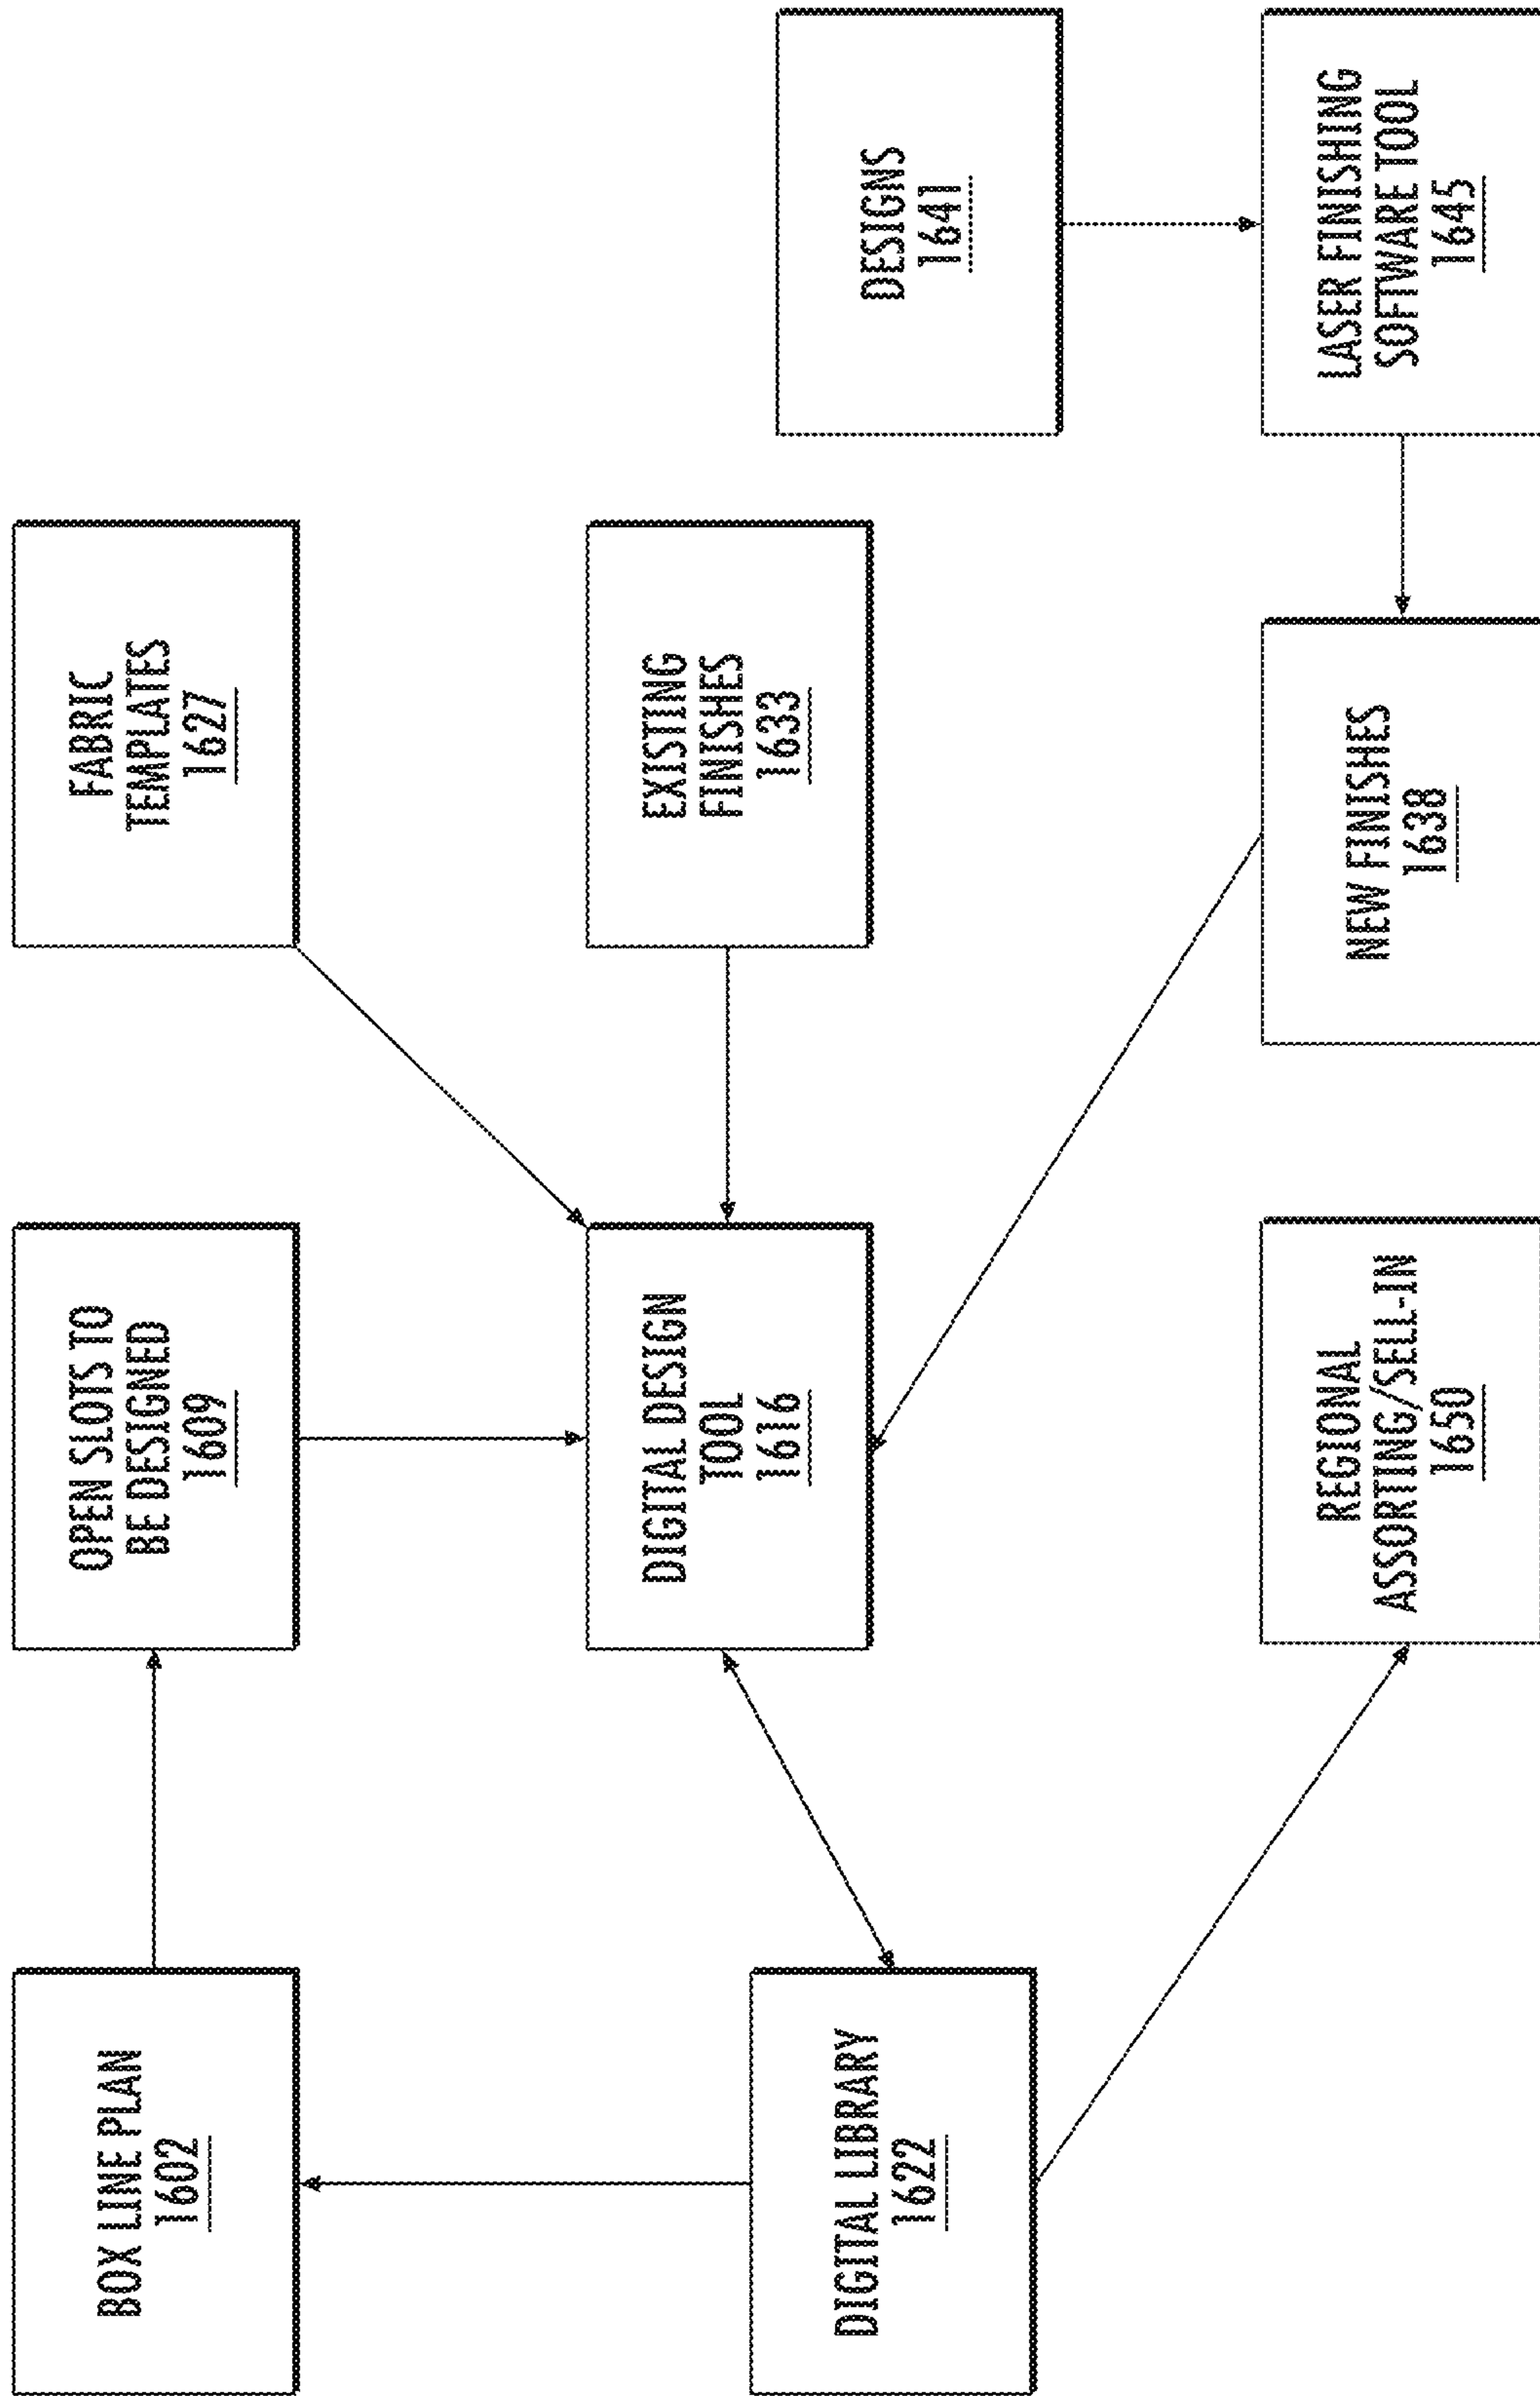 BOX LINE PLAN
1602
OPEN SLOTS TO
BE DESIGNED
1609
FABRIC
TEMPLATES
1627
DIGITAL LIBRARY
1622
DIGITAL DESIGN
TOOL
1616
EXISTING
FINISHES
1633
DESIGNS
1641
REGIONAL
ASSORTING/SELL-IN
1650
NEW FINISHES
1638
LASER FINISHING
SOFTWARE TOOL
1645